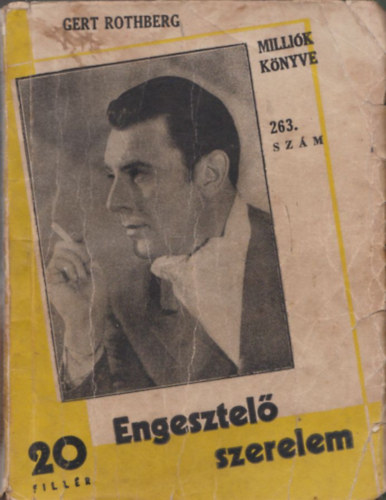 GERT ROTHBERG
MILLIÓK
KÖNYVE
263.
SZÁM
Engesztelő
szerelem
20
FILLÉR